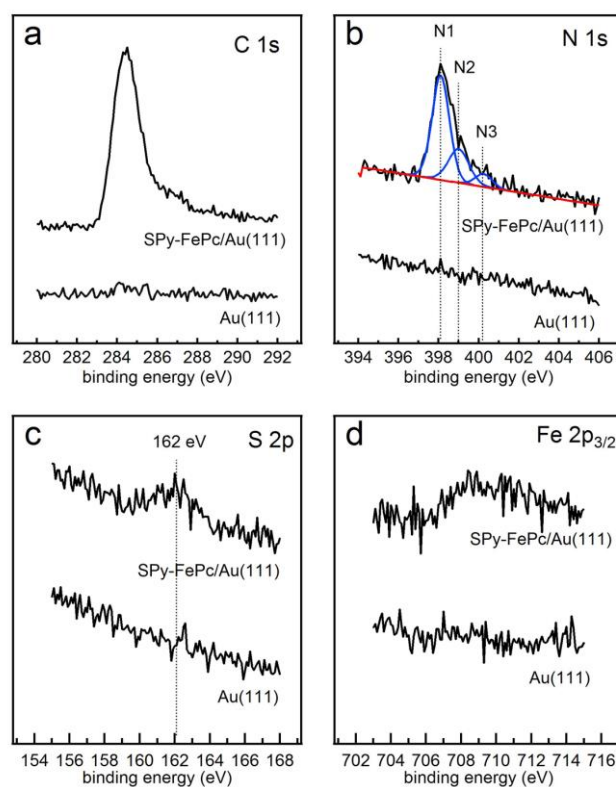 a
C 1s
SPy-FePc/Au(111)
Au(111)
280 282 284 286 288 290 292
binding energy (eV)
b
N 1s
N1
N2
N3
SPy-FePc/Au(111)
Au(111)
394 396 398 400 402 404 406
binding energy (eV)
c
162 eV
S 2p
SPy-FePc/Au(111)
Au(111)
154 156 158 160 162 164 166 168
binding energy (eV)
d
Fe 2p3/2
SPy-FePc/Au(111)
Au(111)
702 704 706 708 710 712 714 716
binding energy (eV)